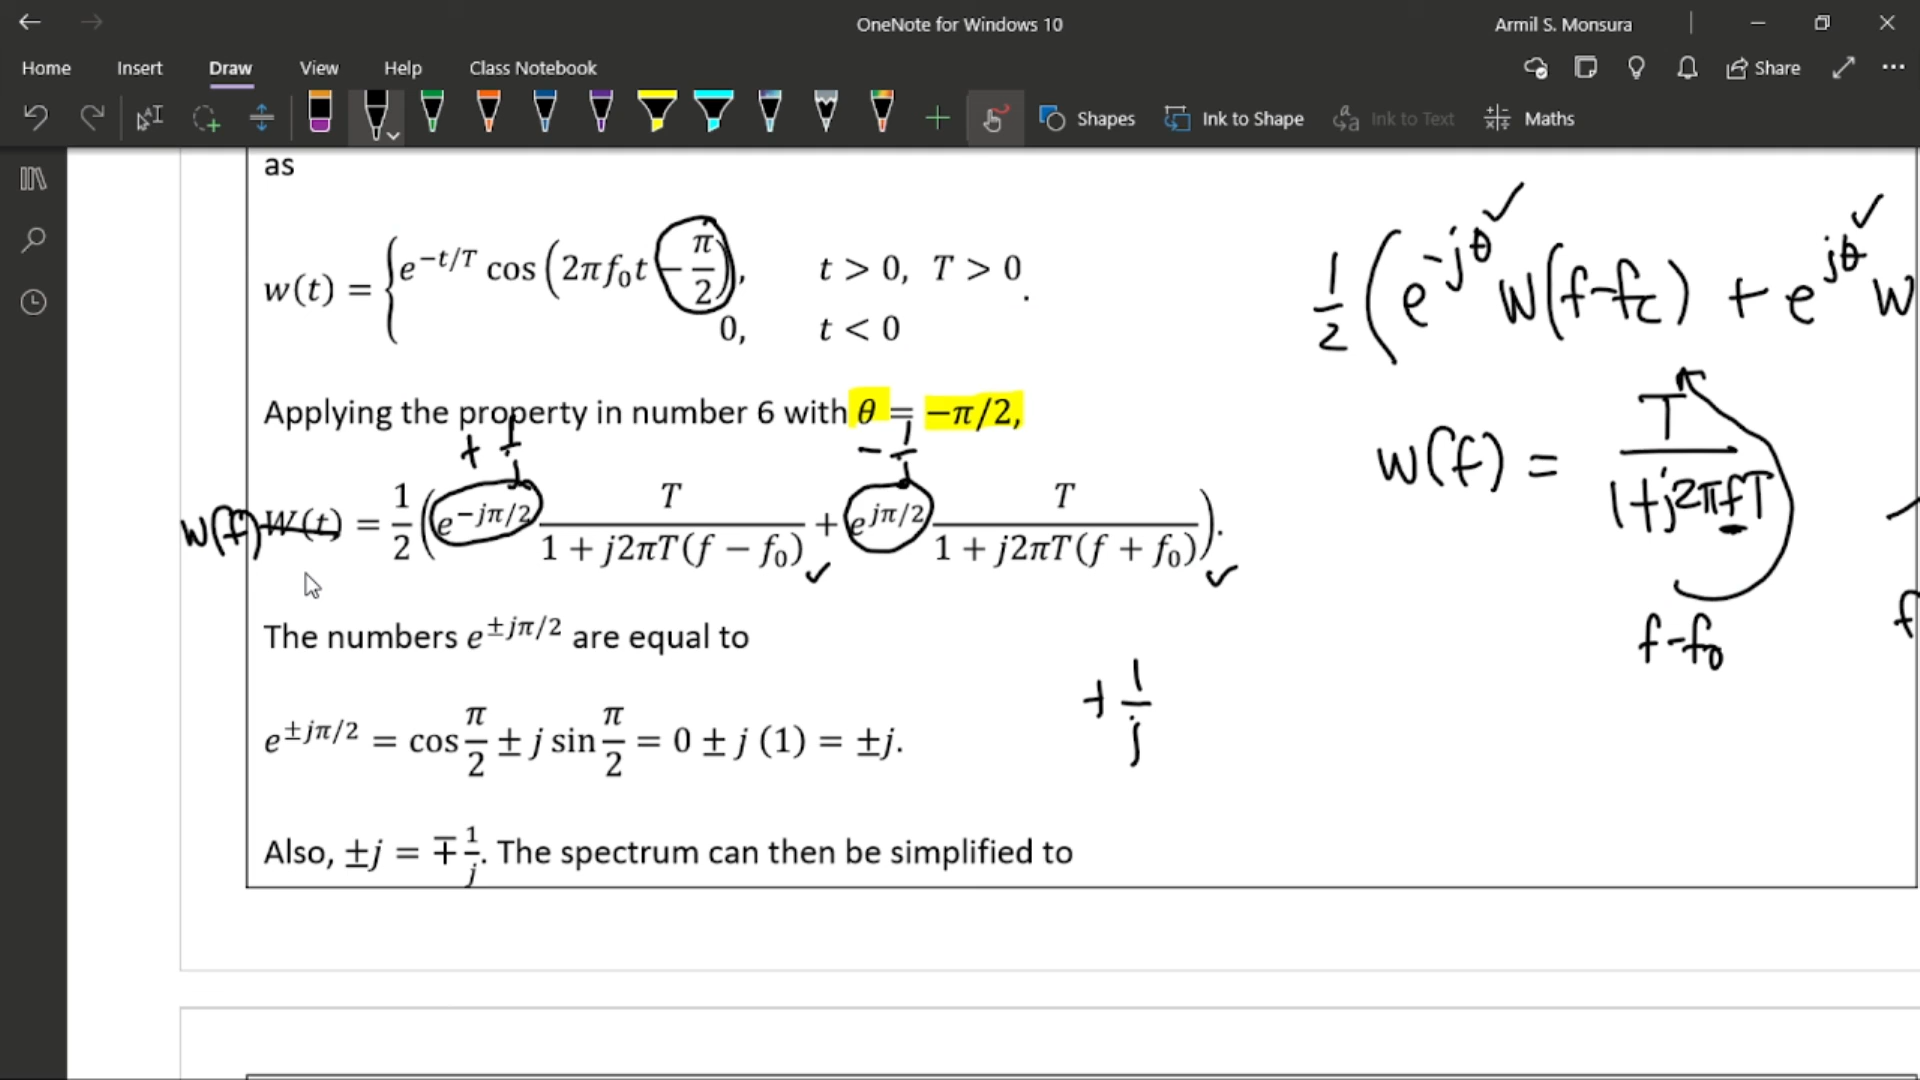 OneNote for Windows 10
Armil S. Monsura
Home Insert Draw View Help Class Notebook Share
Shapes Ink to Shape Ink to Text Maths
as
w(t) = { e^{−t/T} cos (2πf₀t − π/2), t > 0, T > 0
0, t < 0 .
Applying the property in number 6 with θ = −π/2,
+ 1/j − 1/j
W(f) W(t) = 1/2 (e^{−jπ/2} T/(1 + j2πT(f − f₀)) + e^{jπ/2} T/(1 + j2πT(f + f₀))).
The numbers e^{±jπ/2} are equal to
e^{±jπ/2} = cos π/2 ± j sin π/2 = 0 ± j (1) = ±j.
Also, ±j = ∓ 1/j. The spectrum can then be simplified to
1/2 (e^{-jθ} W(f-fc) + e^{jθ} W
W(f) = T/(1+j2πfT)
f-f₀
f
+ 1/j